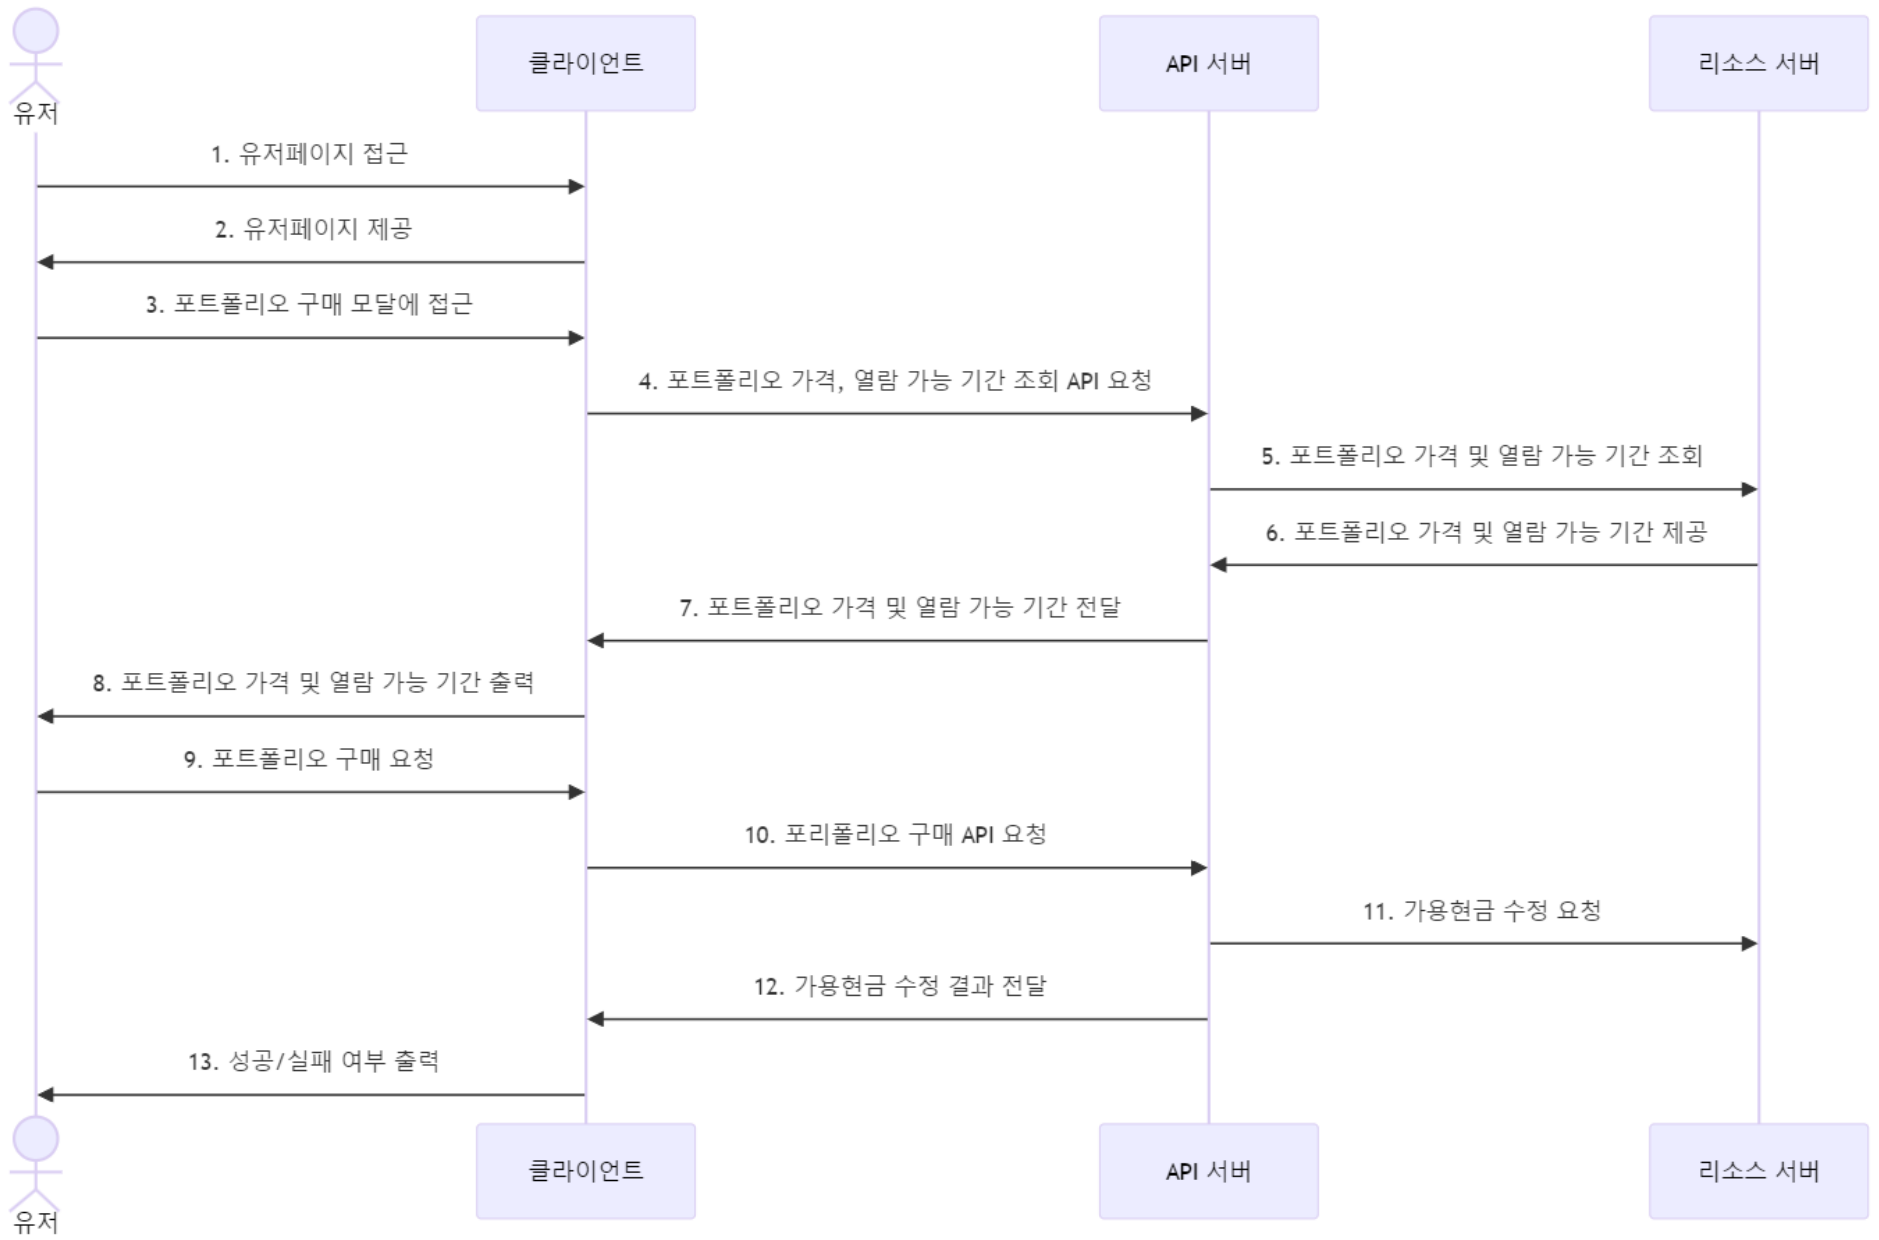 유저
클라이언트
API 서버
리소스 서버
1. 유저페이지 접근
2. 유저페이지 제공
3. 포트폴리오 구매 모달에 접근
4. 포트폴리오 가격, 열람 가능 기간 조회 API 요청
5. 포트폴리오 가격 및 열람 가능 기간 조회
6. 포트폴리오 가격 및 열람 가능 기간 제공
7. 포트폴리오 가격 및 열람 가능 기간 전달
8. 포트폴리오 가격 및 열람 가능 기간 출력
9. 포트폴리오 구매 요청
10. 포리폴리오 구매 API 요청
11. 가용현금 수정 요청
12. 가용현금 수정 결과 전달
13. 성공/실패 여부 출력
유저
클라이언트
API 서버
리소스 서버